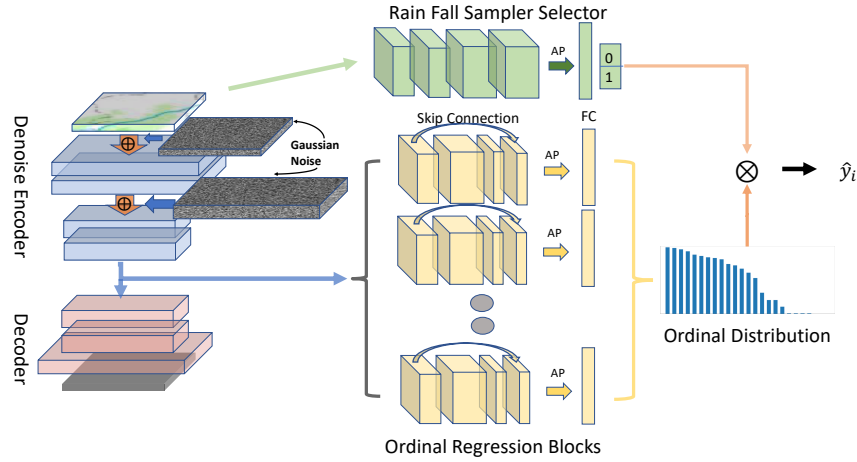 Rain Fall Sampler Selector
AP
0
1
Denoise Encoder
Gaussian
Noise
Skip Connection
FC
AP
AP
AP
⊕
⊕
⊗
ŷᵢ
Ordinal Distribution
Decoder
Ordinal Regression Blocks